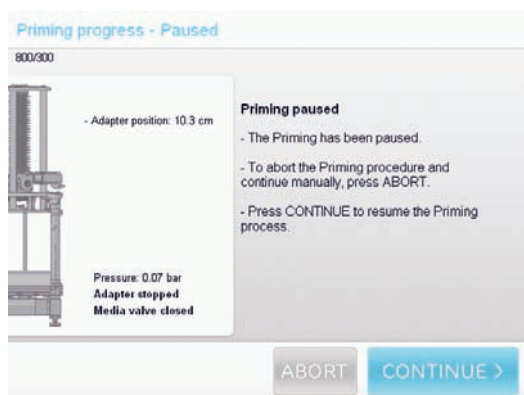 Priming progress - Paused
800/300
- Adapter position: 10.3 cm
Pressure: 0.07 bar
Adapter stopped
Media valve closed
Priming paused
- The Priming has been paused.
- To abort the Priming procedure and
continue manually, press ABORT.
- Press CONTINUE to resume the Priming
process.
ABORT
CONTINUE >